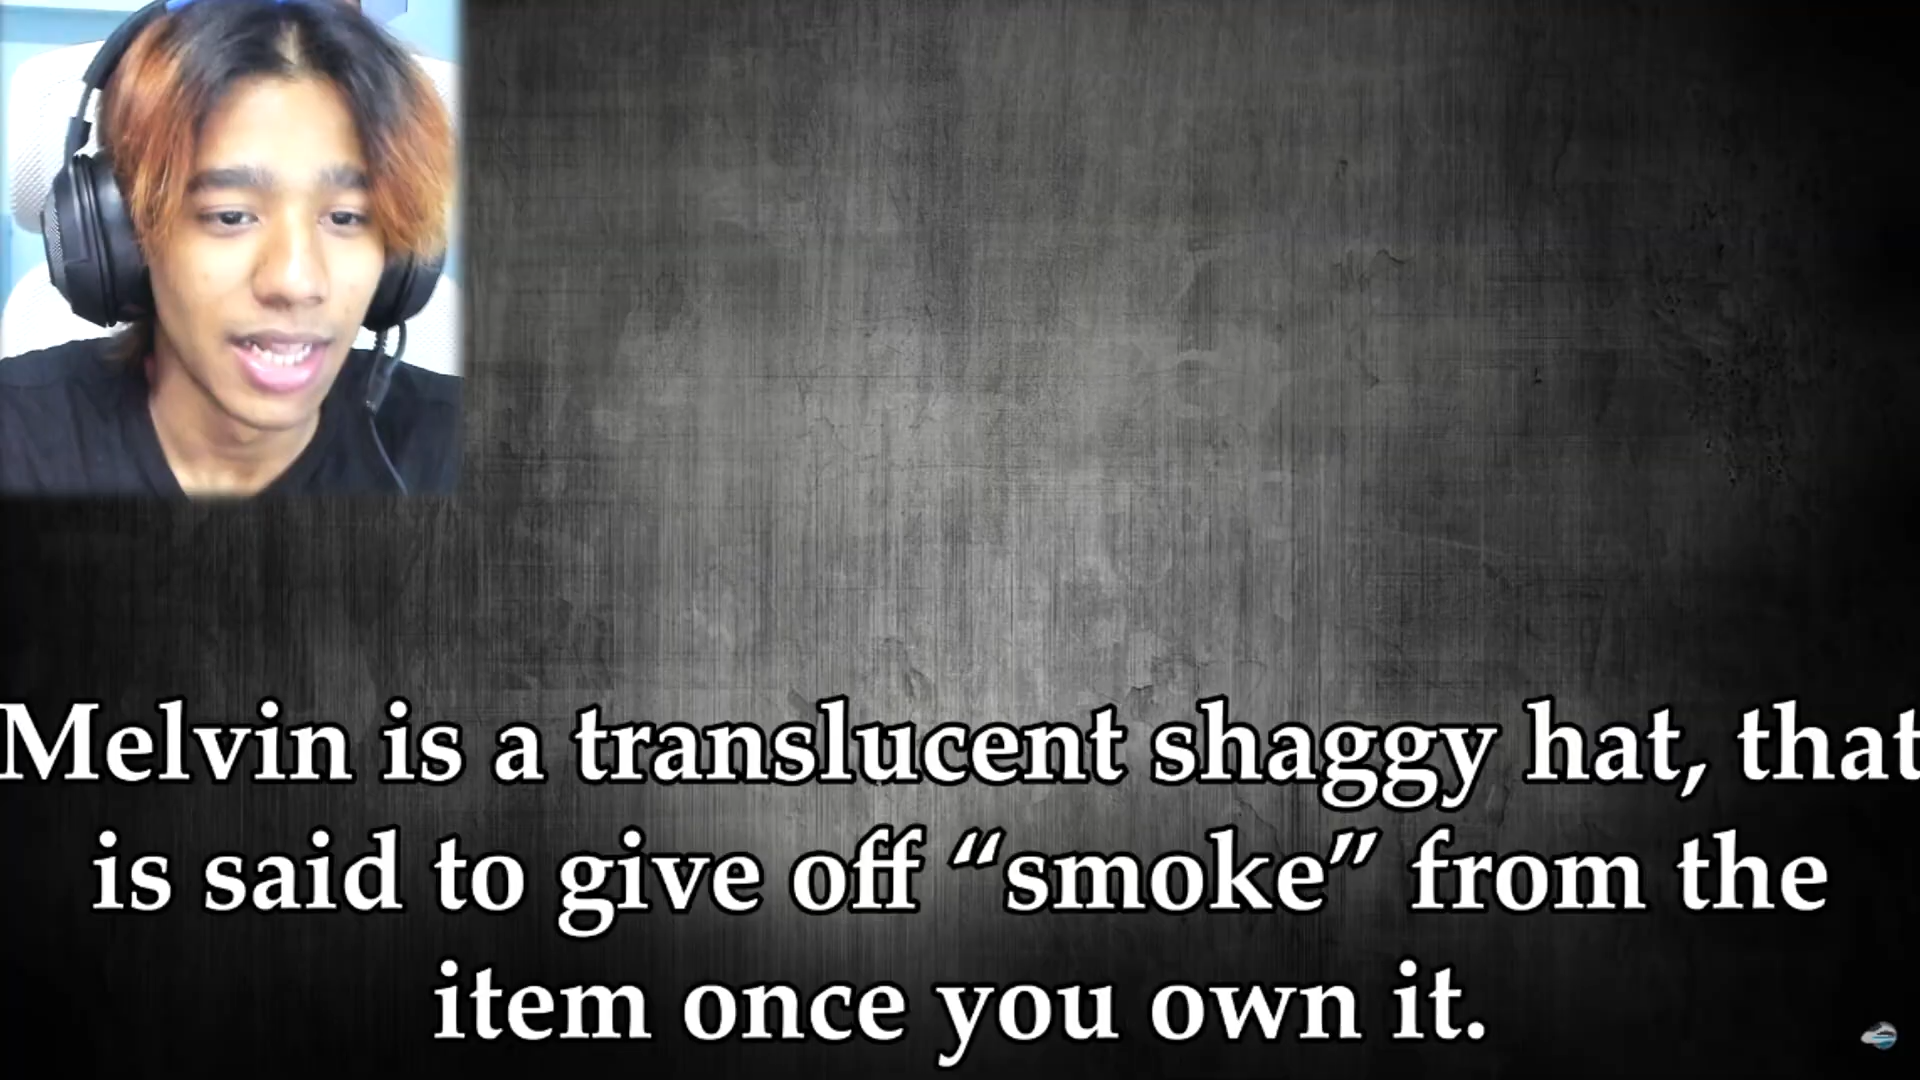 Melvin is a translucent shaggy hat, that
is said to give off “smoke” from the
item once you own it.